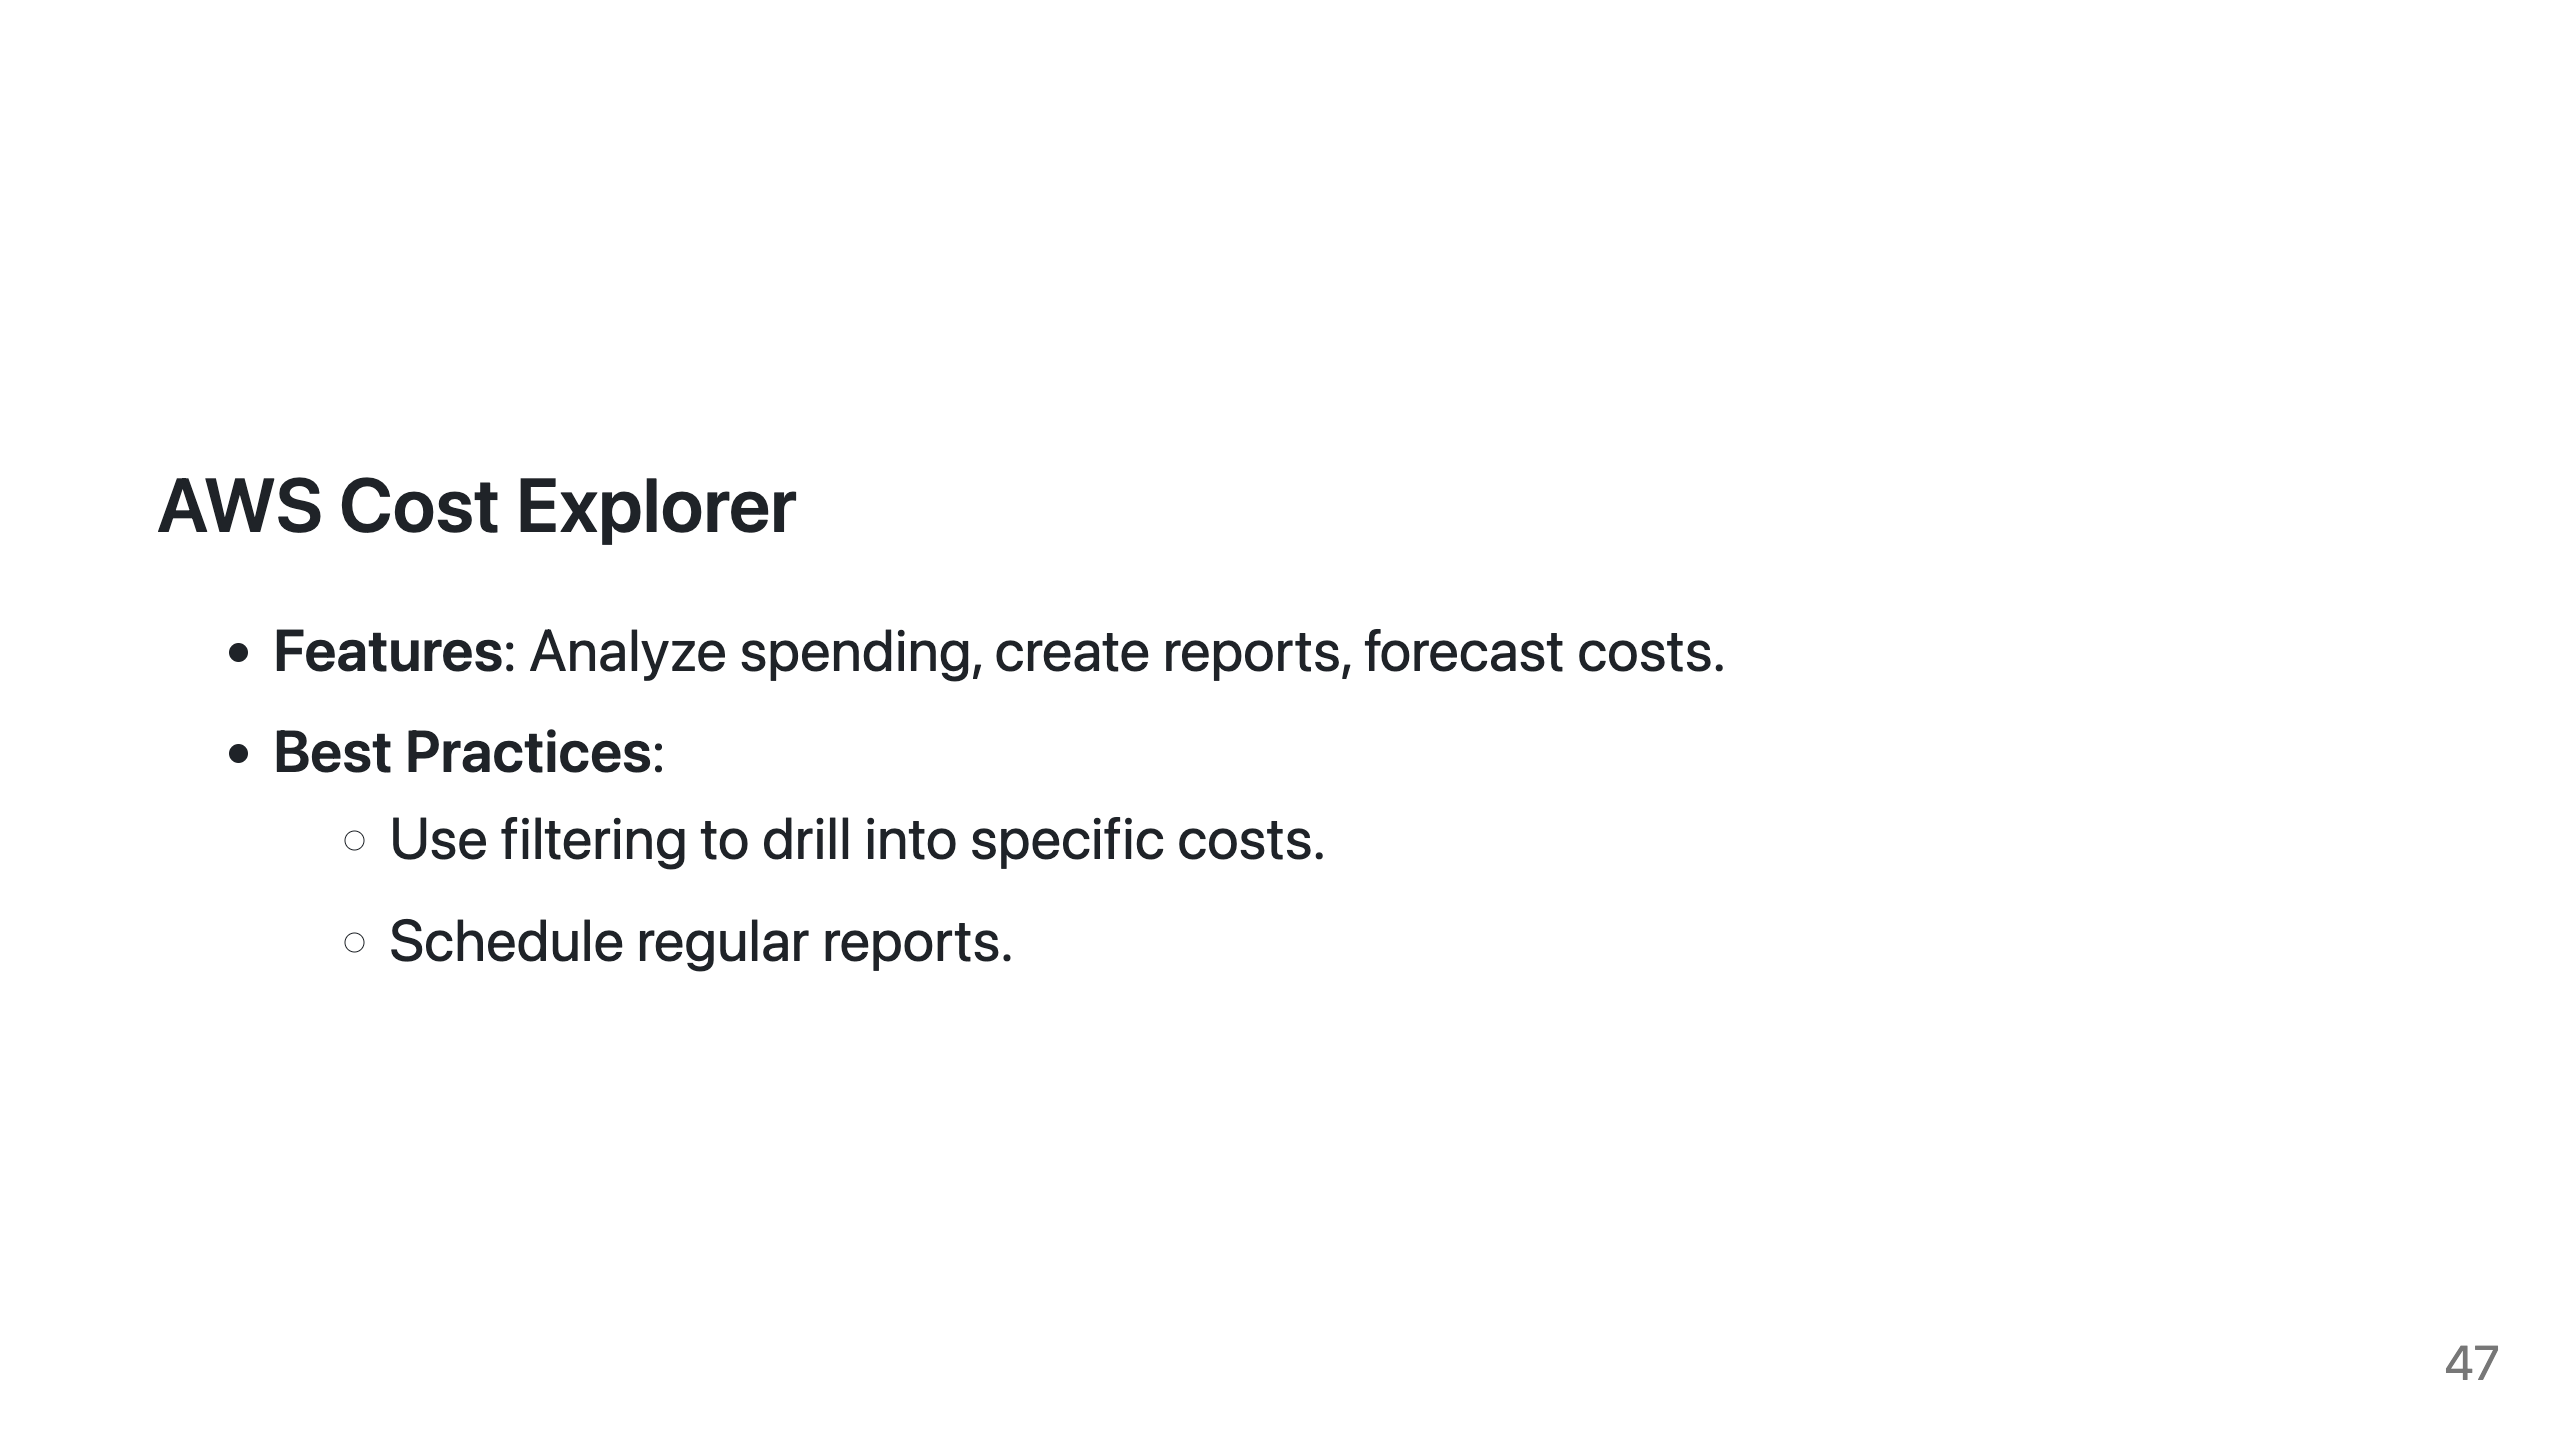 AWS Cost Explorer
Features: Analyze spending, create reports, forecast costs.
Best Practices:
Use filtering to drill into specific costs.
Schedule regular reports.
47